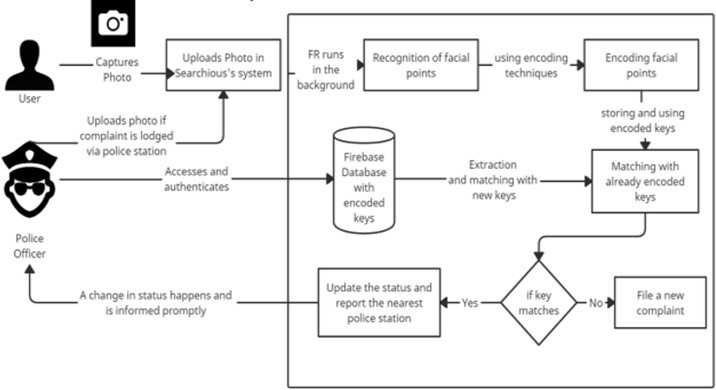 Captures
Photo
User
Uploads Photo in
Searchious's system
FR runs
in the
background
Recognition of facial
points
using encoding
techniques
Encoding facial
points
storing and using
encoded keys
Uploads photo if
complaint is lodged
via police station
Police
Officer
Accesses and
authenticates
Firebase
Database
with
encoded
keys
Extraction
and matching with
new keys
Matching with
already encoded
keys
if key
matches
No
File a new
complaint
Yes
Update the status and
report the nearest
police station
A change in status happens and
is informed promptly